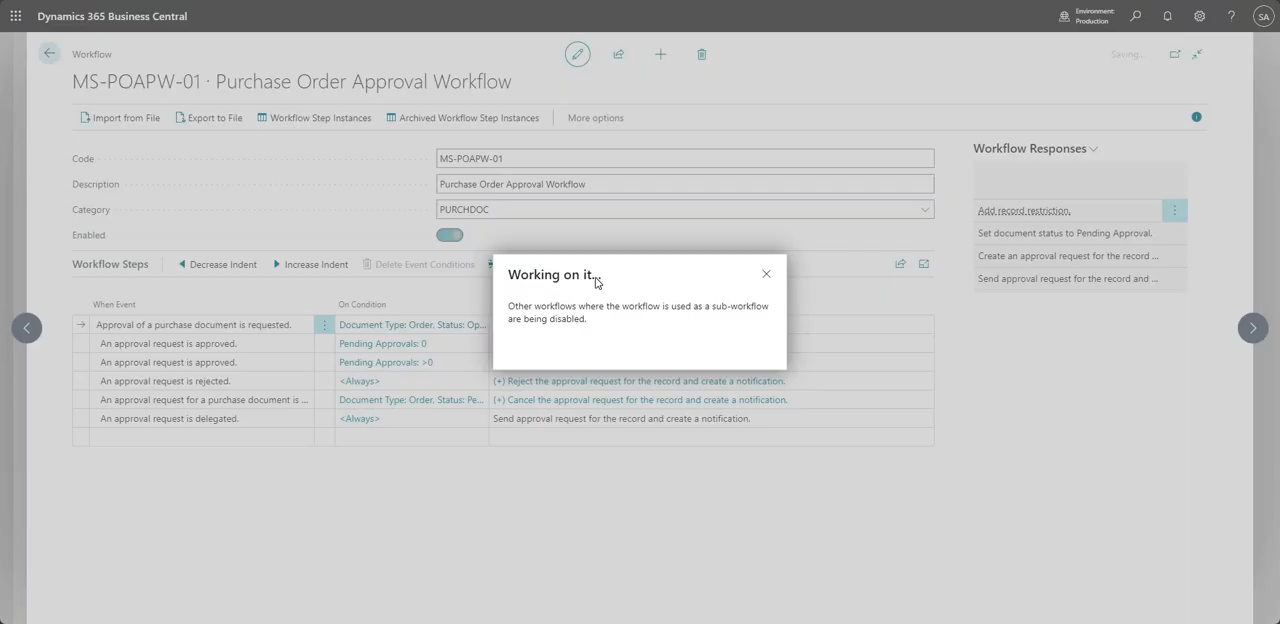 Dynamics 365 Business Central
Environment:
Production
?
SA
Workflow
Saving...
MS-POAPW-01 · Purchase Order Approval Workflow
Import from File
Export to File
Workflow Step Instances
Archived Workflow Step Instances
More options
Code
MS-POAPW-01
Description
Purchase Order Approval Workflow
Category
PURCHDOC
Enabled
Workflow Responses
Add record restriction.
Set document status to Pending Approval.
Create an approval request for the record ...
Send approval request for the record and ...
Workflow Steps
Decrease Indent
Increase Indent
Delete Event Conditions
Working on it...
Other workflows where the workflow is used as a sub-workflow
are being disabled.
When Event
On Condition
Approval of a purchase document is requested.
Document Type: Order, Status: Op...
An approval request is approved.
Pending Approvals: 0
An approval request is approved.
Pending Approvals: >0
An approval request is rejected.
<Always>
(+) Reject the approval request for the record and create a notification.
An approval request for a purchase document is ...
Document Type: Order, Status: Pe...
(+) Cancel the approval request for the record and create a notification.
An approval request is delegated.
<Always>
Send approval request for the record and create a notification.